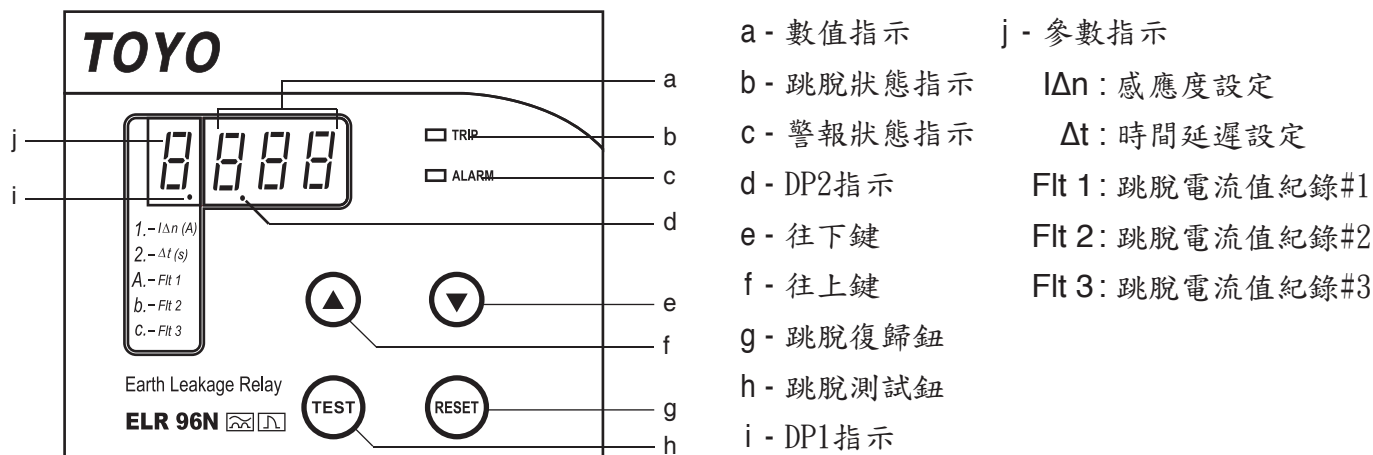 TOYO
TRIP
ALARM
1.– I∆n (A)
2.– ∆t (s)
A.– Flt 1
b.– Flt 2
C.– Flt 3
Earth Leakage Relay
ELR 96N
TEST
RESET
j
i
a
b
c
d
e
f
g
h
a - 數值指示
b - 跳脫狀態指示
c - 警報狀態指示
d - DP2指示
e - 往下鍵
f - 往上鍵
g - 跳脫復歸鈕
h - 跳脫測試鈕
i - DP1指示
j - 參數指示
I∆n : 感應度設定
∆t : 時間延遲設定
Flt 1 : 跳脫電流值紀錄#1
Flt 2 : 跳脫電流值紀錄#2
Flt 3 : 跳脫電流值紀錄#3